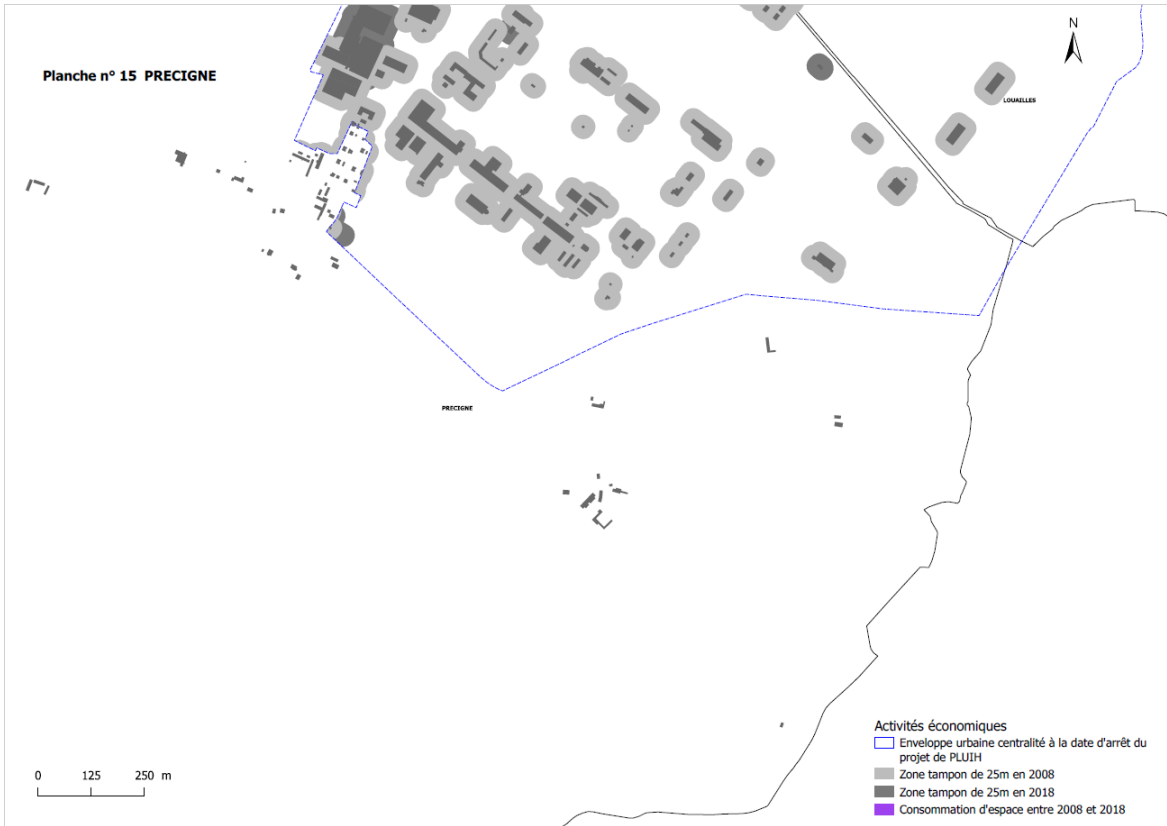 N
Planche n° 15 PRECIGNE
LOUAILLES
PRECIGNE
Activités économiques
Enveloppe urbaine centralité à la date d'arrêt du
projet de PLUIH
Zone tampon de 25m en 2008
Zone tampon de 25m en 2018
Consommation d'espace entre 2008 et 2018
0 125 250 m